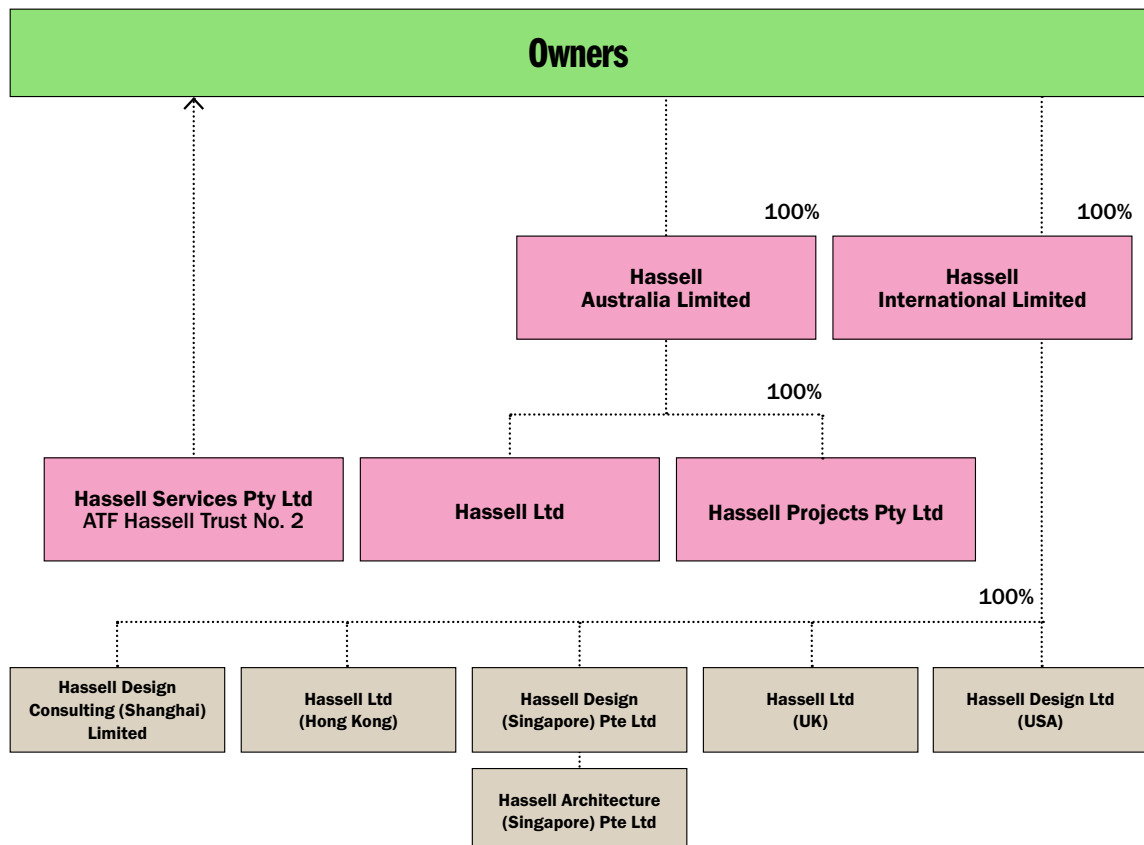 Owners
100%
100%
Hassell
Australia Limited
Hassell
International Limited
100%
Hassell Services Pty Ltd
ATF Hassell Trust No. 2
Hassell Ltd
Hassell Projects Pty Ltd
100%
Hassell Design
Consulting (Shanghai)
Limited
Hassell Ltd
(Hong Kong)
Hassell Design
(Singapore) Pte Ltd
Hassell Ltd
(UK)
Hassell Design Ltd
(USA)
Hassell Architecture
(Singapore) Pte Ltd